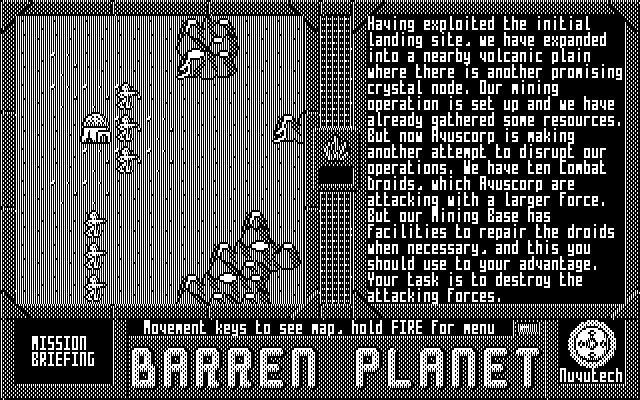 Having exploited the initial
landing site, we have expanded
into a nearby volcanic plain
where there is another promising
crystal node. Our mining
operation is set up and we have
already gathered some resources.
But now Ayuscorp is making
another attempt to disrupt our
operations. We have ten Combat
Droids, which Ayuscorp are
attacking with a larger force.
But our Mining Base has
facilities to repair the droids
when necessary, and this you
should use to your advantage.
Your task is to destroy the
attacking forces.
Movement keys to see map, hold FIRE for menu
MISSION
BRIEFING
BARREN PLANET
Nuvutech